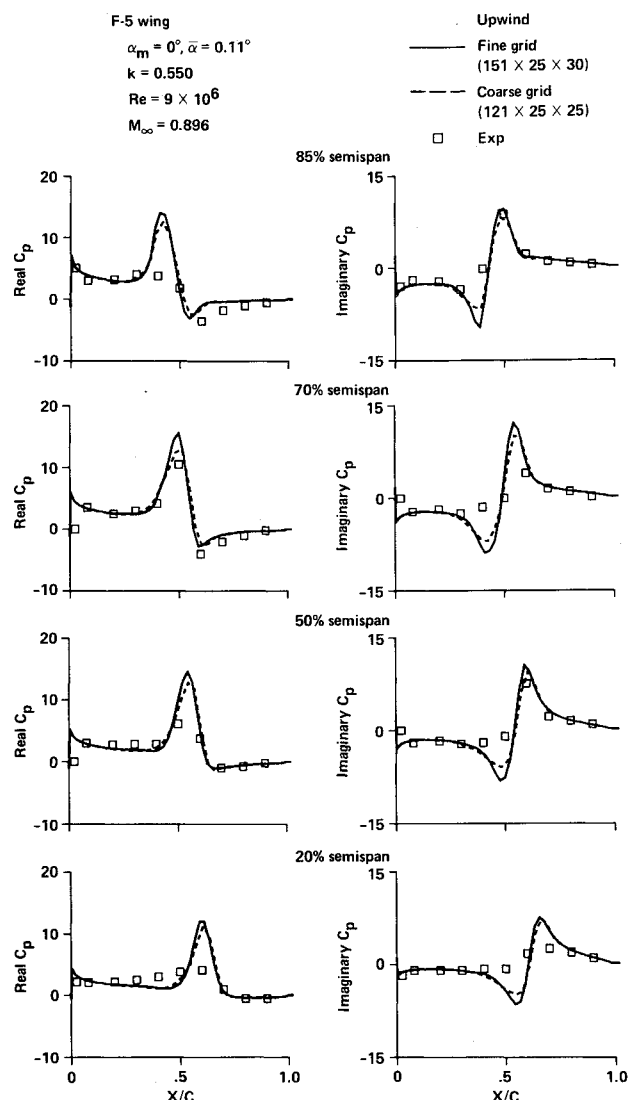 F-5 wing
αm = 0°, ᾱ = 0.11°
k = 0.550
Re = 9 × 10⁶
M∞ = 0.896
Upwind
Fine grid
(151 × 25 × 30)
Coarse grid
(121 × 25 × 25)
Exp
85% semispan
20
10
0
-10
Real Cp
15
0
-15
Imaginary Cp
70% semispan
20
10
0
-10
Real Cp
15
0
-15
Imaginary Cp
50% semispan
20
10
0
-10
Real Cp
15
0
-15
Imaginary Cp
20% semispan
20
10
0
-10
Real Cp
0 .5 1.0
X/C
15
0
-15
Imaginary Cp
0 .5 1.0
X/C